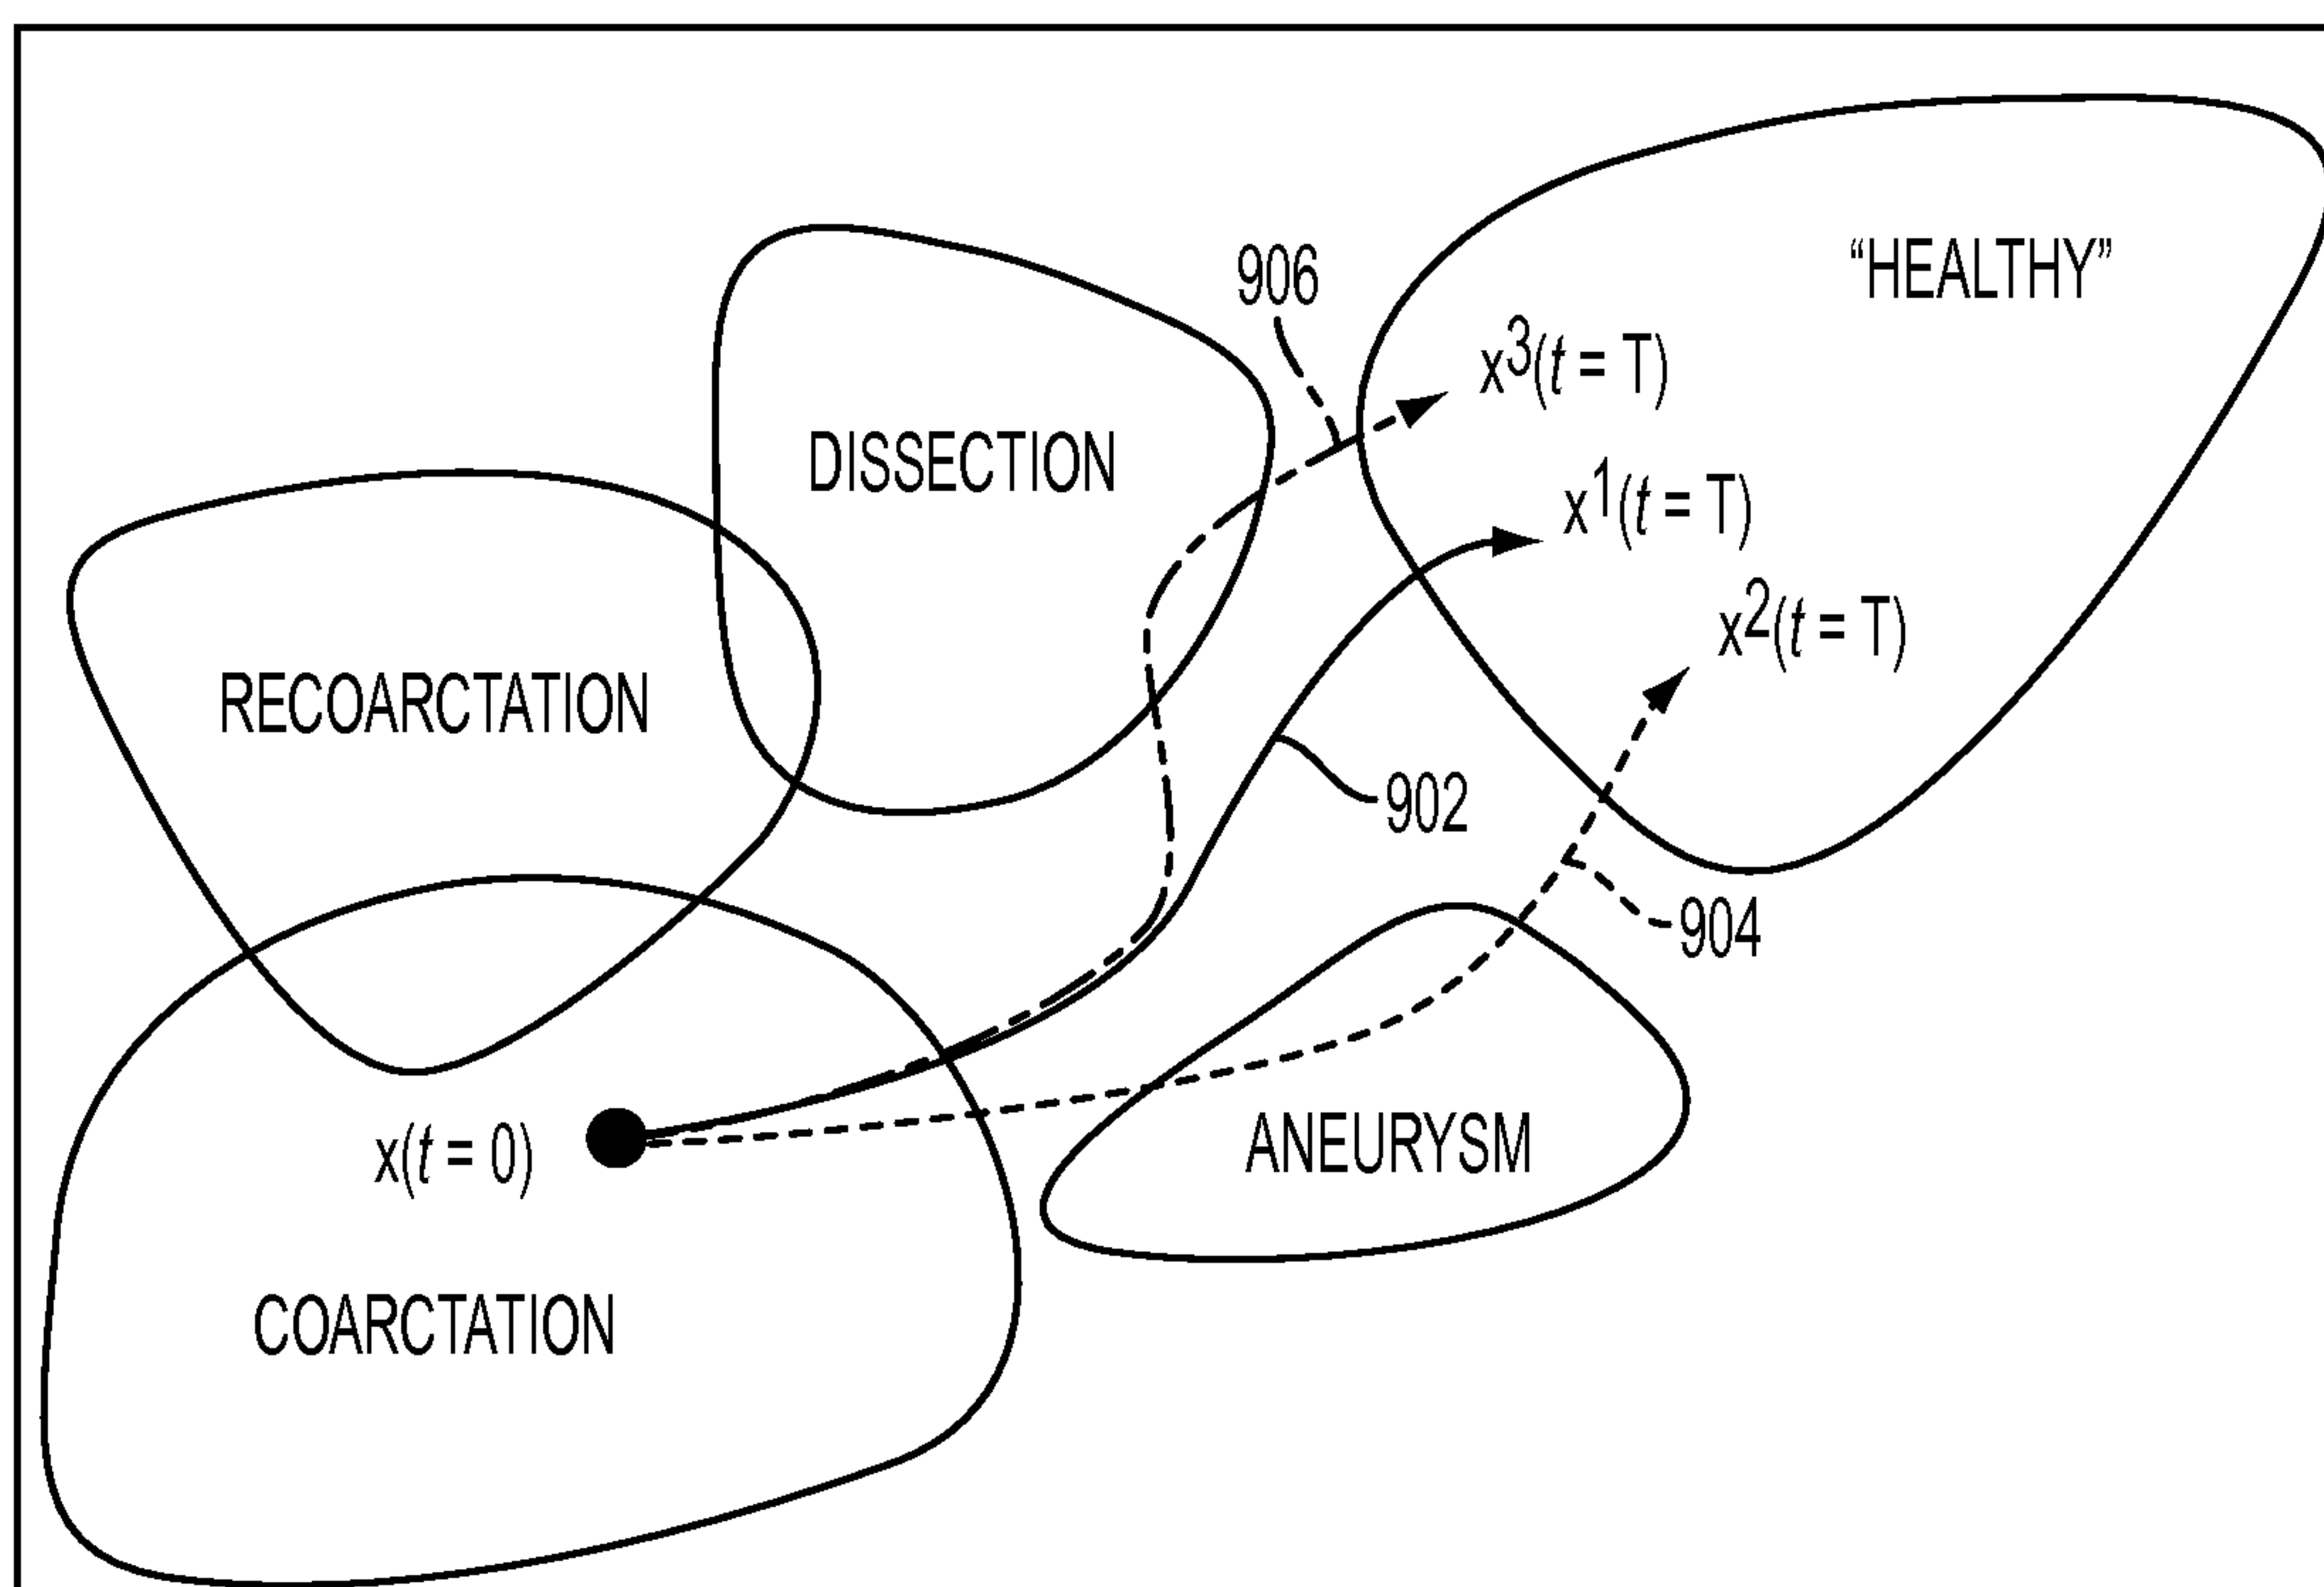 “HEALTHY”
906
x³(t = T)
DISSECTION
x¹(t = T)
x²(t = T)
RECOARCTATION
902
904
x(t = 0)
ANEURYSM
COARCTATION